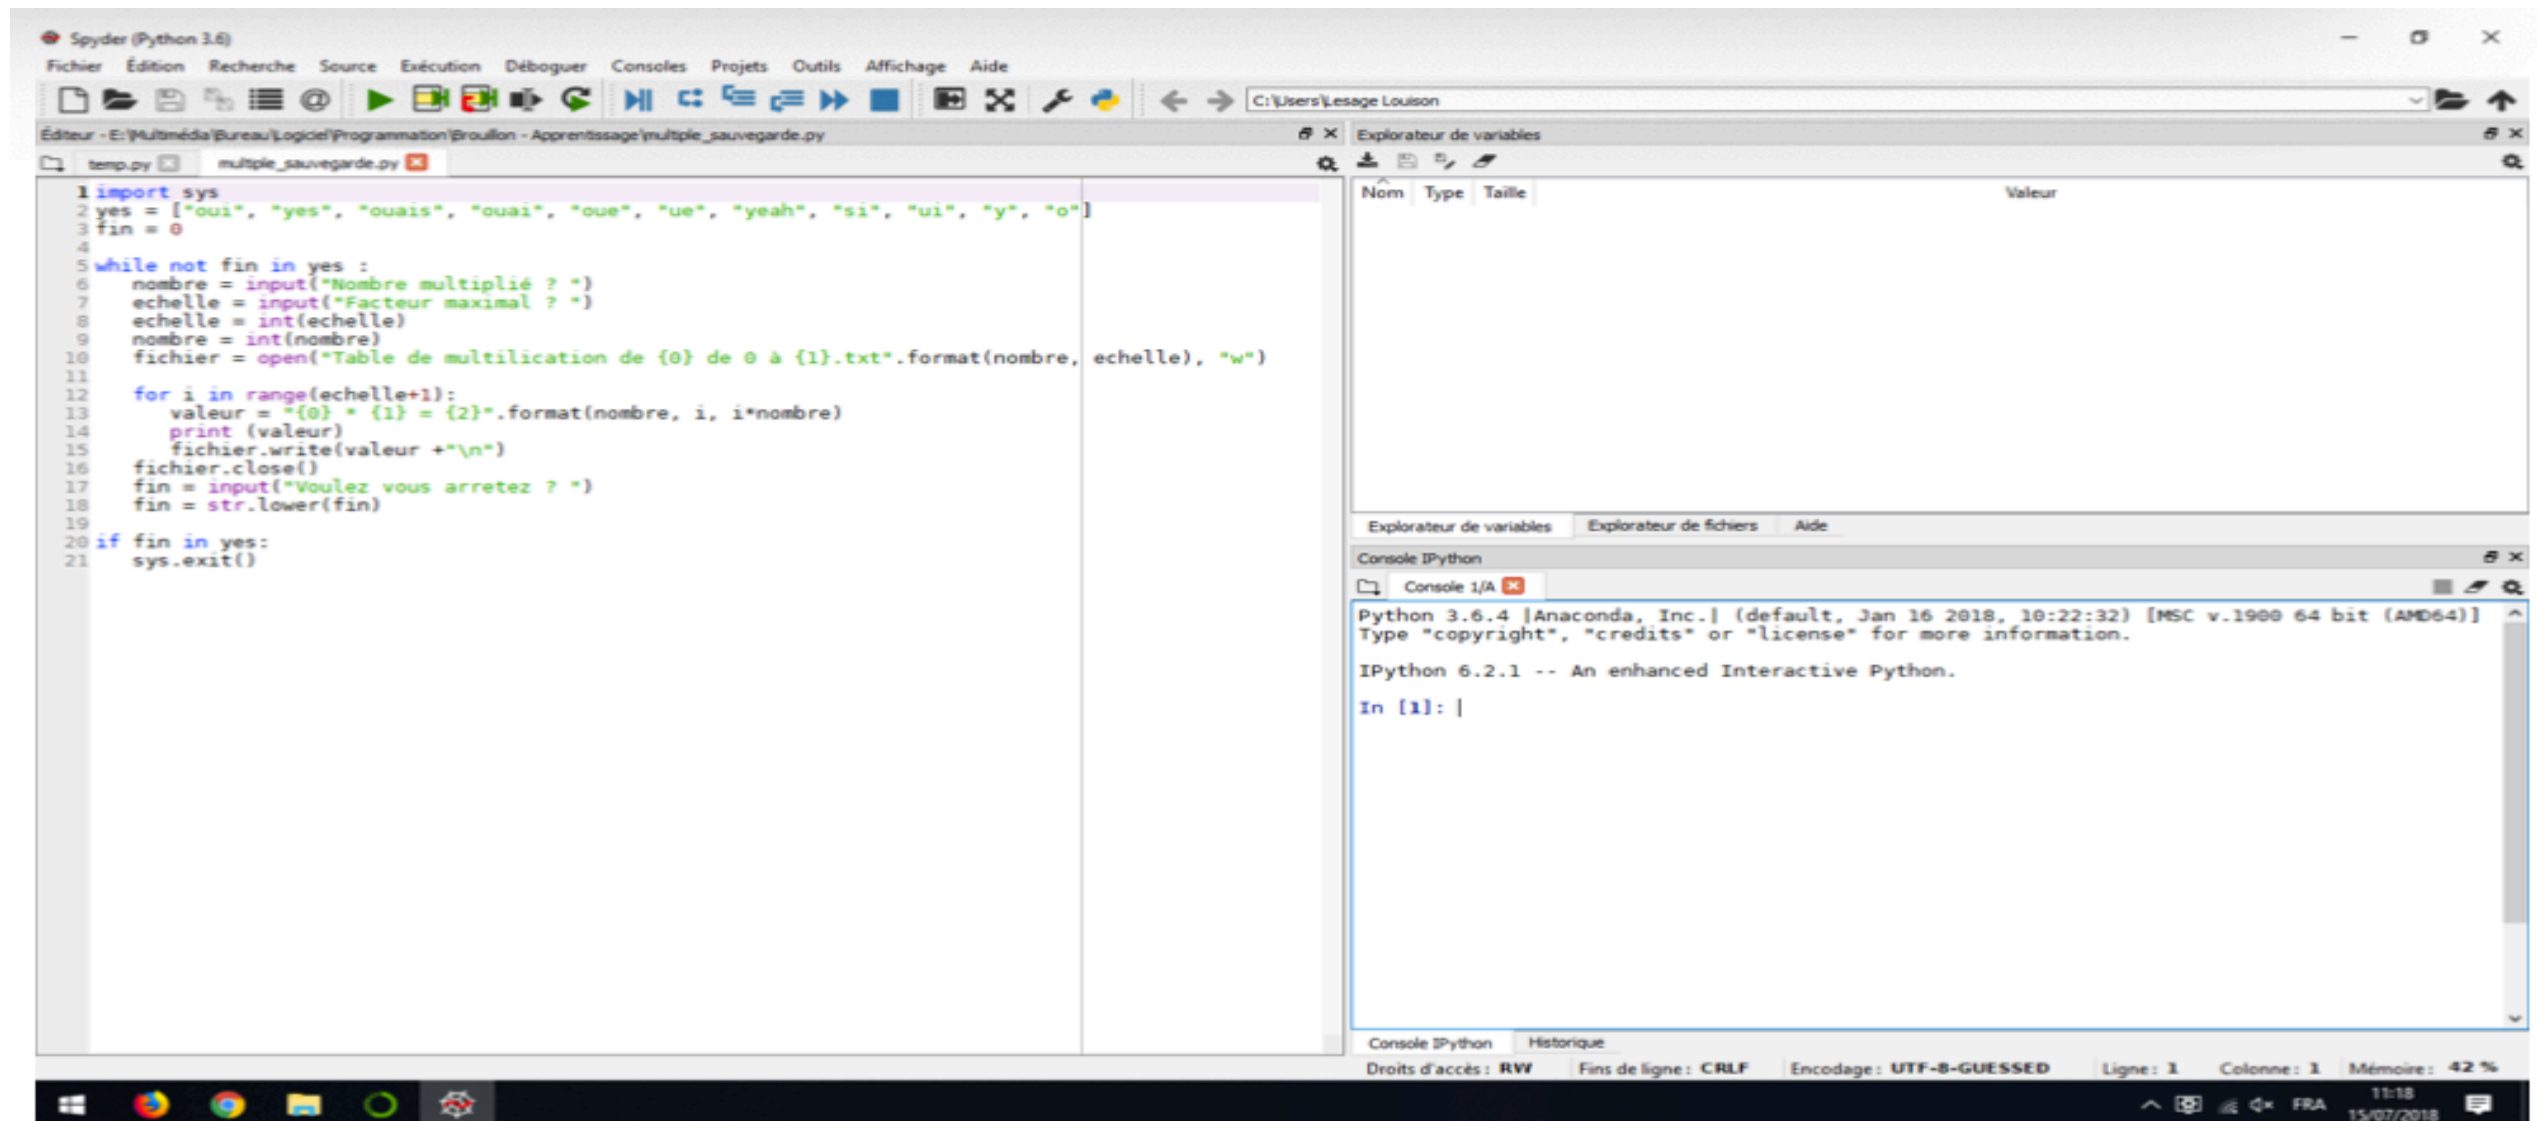 Spyder (Python 3.6)
Fichier Édition Recherche Source Exécution Déboguer Consoles Projets Outils Affichage Aide
C:\Users\Lesage Louison
Éditeur - E:\Multimédia\Bureau\Logiciel\Programmation\Brouillon - Apprentissage\multiple_sauvegarde.py
temp.py multiple_sauvegarde.py
1 import sys
2 yes = ["oui", "yes", "ouais", "ouai", "oue", "ue", "yeah", "si", "ui", "y", "o"]
3 fin = 0
4
5 while not fin in yes :
6 nombre = input("Nombre multiplié ? ")
7 echelle = input("Facteur maximal ? ")
8 echelle = int(echelle)
9 nombre = int(nombre)
10 fichier = open("Table de multilication de {0} de 0 à {1}.txt".format(nombre, echelle), "w")
11
12 for i in range(echelle+1):
13 valeur = "{0} * {1} = {2}".format(nombre, i, i*nombre)
14 print (valeur)
15 fichier.write(valeur +"\n")
16 fichier.close()
17 fin = input("Voulez vous arretez ? ")
18 fin = str.lower(fin)
19
20 if fin in yes:
21 sys.exit()
Explorateur de variables
Nom Type Taille Valeur
Explorateur de variables Explorateur de fichiers Aide
Console IPython
Console 1/A
Python 3.6.4 |Anaconda, Inc.| (default, Jan 16 2018, 10:22:32) [MSC v.1900 64 bit (AMD64)]
Type "copyright", "credits" or "license" for more information.
IPython 6.2.1 -- An enhanced Interactive Python.
In [1]:
Console IPython Historique
Droits d'accès : RW Fins de ligne : CRLF Encodage : UTF-8-GUESSED Ligne : 1 Colonne : 1 Mémoire : 42 %
FRA
11:18
15/07/2018